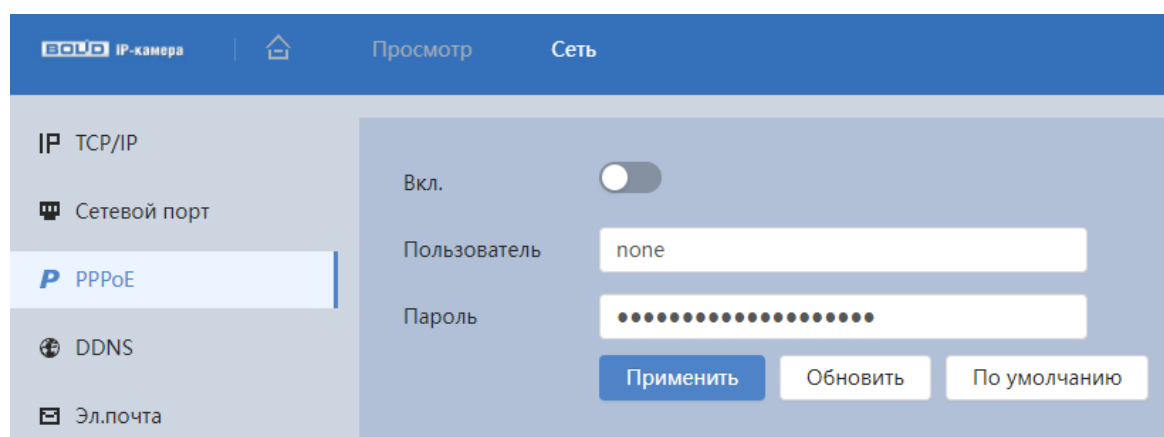 BOLID IP-камера
Просмотр
Сеть
IP TCP/IP
Сетевой порт
P PPPoE
DDNS
Эл.почта
Вкл.
Пользователь
none
Пароль
●●●●●●●●●●●●●●●●●●●●
Применить
Обновить
По умолчанию